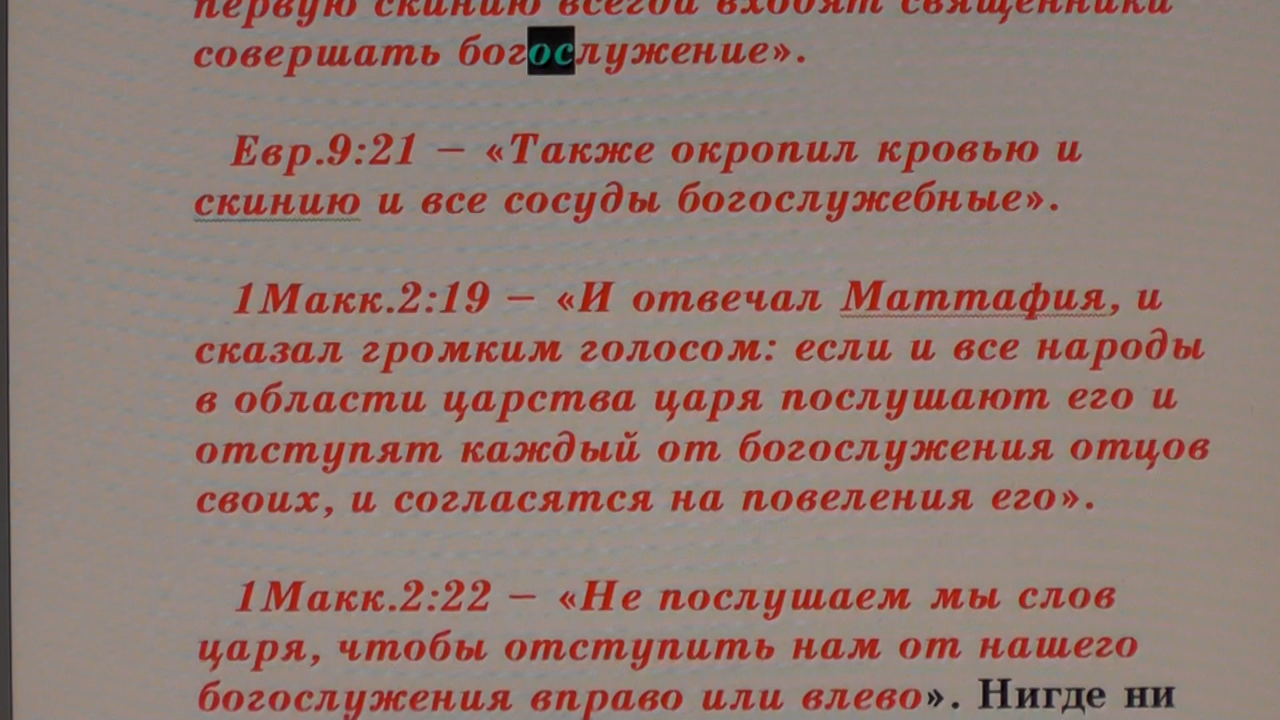 первую скинию всегда входят священники
совершать богослужение».
Евр.9:21 – «Также окропил кровью и
скинию и все сосуды богослужебные».
1Макк.2:19 – «И отвечал Маттафия, и
сказал громким голосом: если и все народы
в области царства царя послушают его и
отступят каждый от богослужения отцов
своих, и согласятся на повеления его».
1Макк.2:22 – «Не послушаем мы слов
царя, чтобы отступить нам от нашего
богослужения вправо или влево». Нигде ни